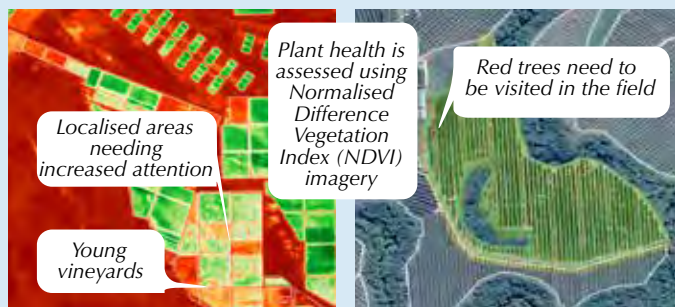 Plant health is
assessed using
Normalised
Difference
Vegetation
Index (NDVI)
imagery
Red trees need to
be visited in the field
Localised areas
needing
increased attention
Young
vineyards